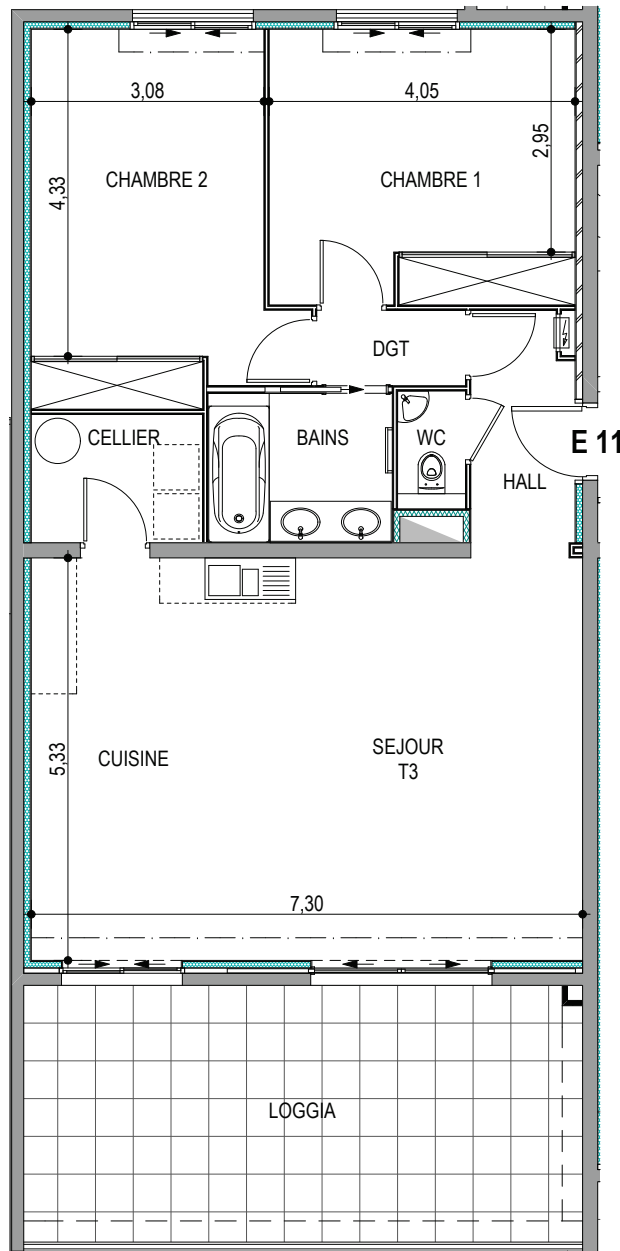 3,08
4,05
2,95
4,33
CHAMBRE 2
CHAMBRE 1
DGT
CELLIER
BAINS
WC
E 11
HALL
5,33
CUISINE
SEJOUR
T3
7,30
LOGGIA